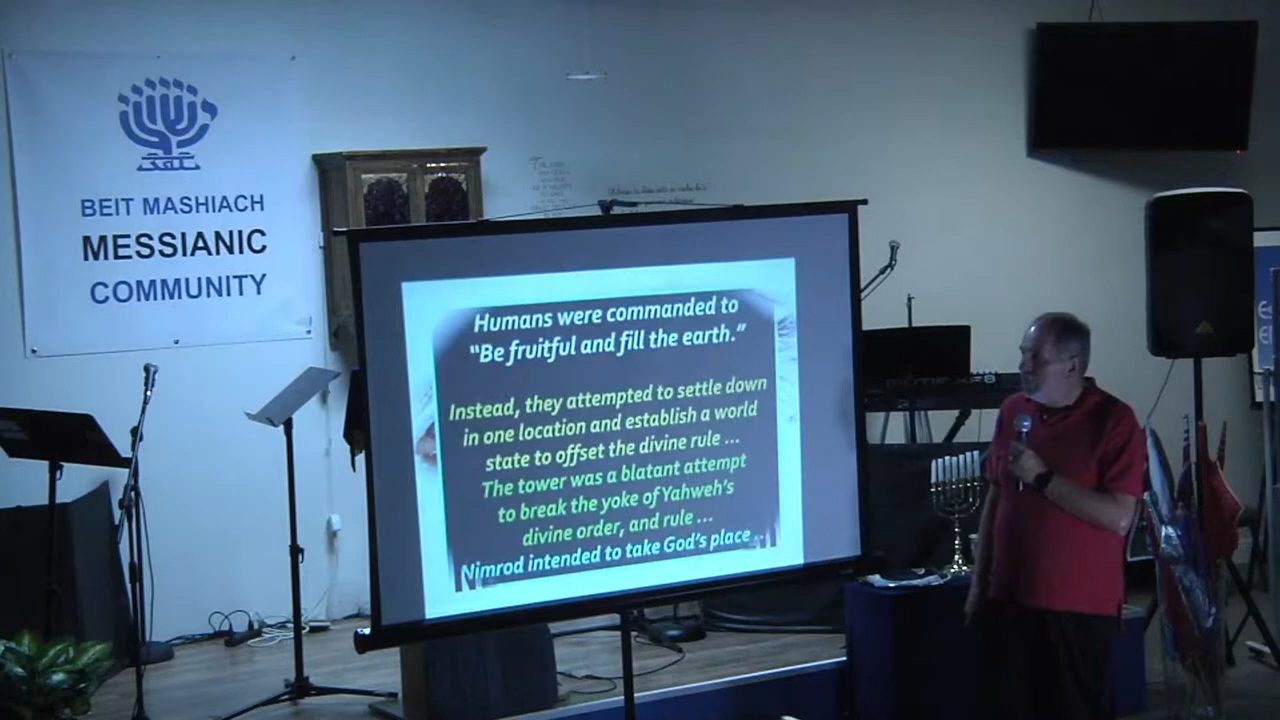 BEIT MASHIACH
MESSIANIC
COMMUNITY
Humans were commanded to
“Be fruitful and fill the earth.”
Instead, they attempted to settle down
in one location and establish a world
state to offset the divine rule ...
The tower was a blatant attempt
to break the yoke of Yahweh’s
divine order, and rule ...
Nimrod intended to take God’s place ...
MOTIF XF8